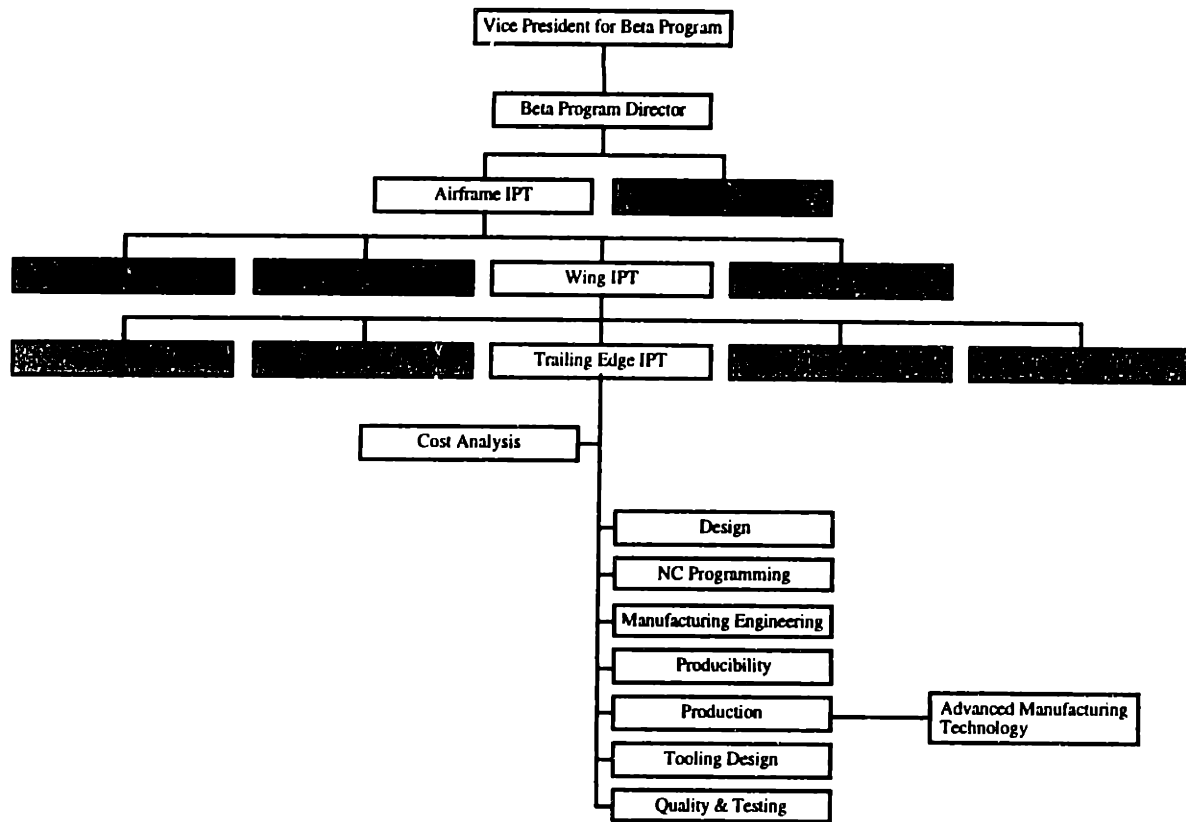 Vice President for Beta Program
Beta Program Director
Airframe IPT
Wing IPT
Trailing Edge IPT
Cost Analysis
Design
NC Programming
Manufacturing Engineering
Producibility
Production
Advanced Manufacturing
Technology
Tooling Design
Quality & Testing